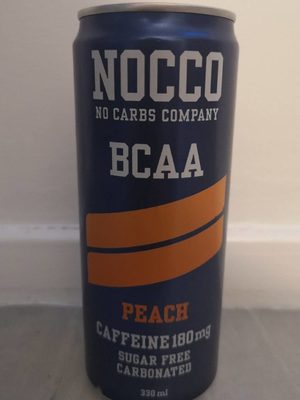 NOCCO
NO CARBS COMPANY
BCAA
PEACH
CAFFEINE 180mg
SUGAR FREE
CARBONATED
330 ml